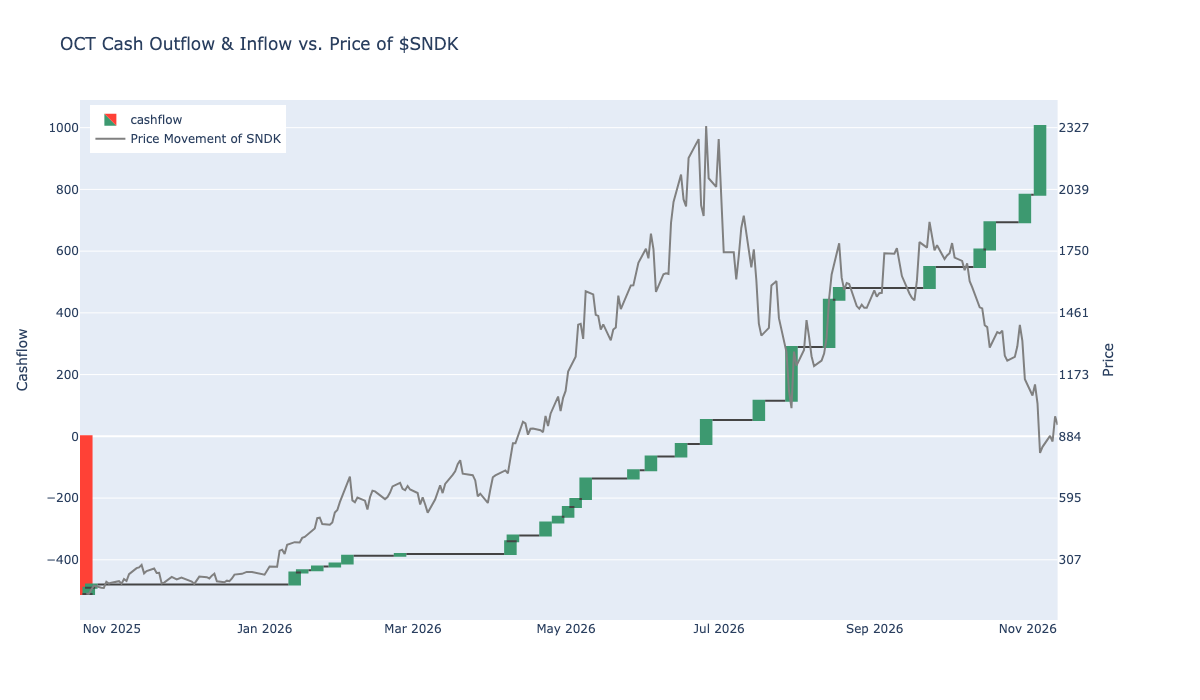 OCT Cash Outflow & Inflow vs. Price of $SNDK
cashflow
Price Movement of SNDK
1000
800
600
400
200
0
−200
−400
Cashflow
2327
2039
1750
1461
1173
884
595
307
Price
Nov 2025
Jan 2026
Mar 2026
May 2026
Jul 2026
Sep 2026
Nov 2026